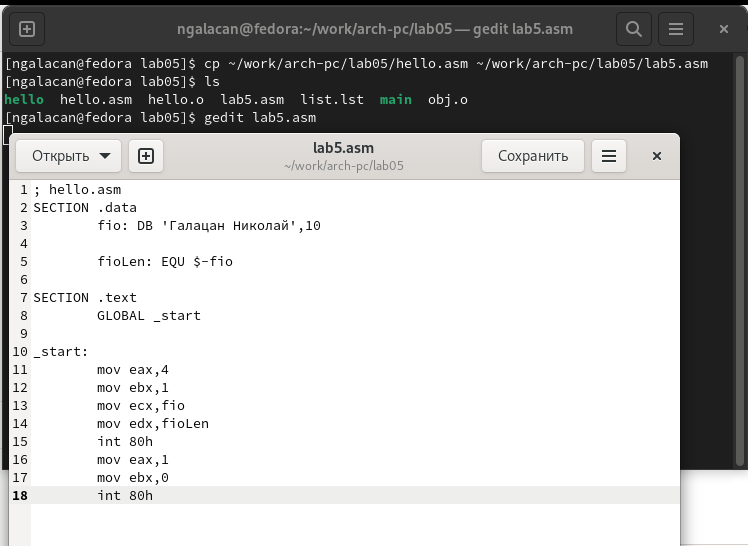 ngalacan@fedora:~/work/arch-pc/lab05 — gedit lab5.asm
[ngalacan@fedora lab05]$ cp ~/work/arch-pc/lab05/hello.asm ~/work/arch-pc/lab05/lab5.asm
[ngalacan@fedora lab05]$ ls
hello  hello.asm  hello.o  lab5.asm  list.lst  main  obj.o
[ngalacan@fedora lab05]$ gedit lab5.asm
Открыть
lab5.asm
~/work/arch-pc/lab05
Сохранить
1 ; hello.asm
2 SECTION .data
3         fio: DB 'Галацан Николай',10
4
5         fioLen: EQU $-fio
6
7 SECTION .text
8         GLOBAL _start
9
10 _start:
11         mov eax,4
12         mov ebx,1
13         mov ecx,fio
14         mov edx,fioLen
15         int 80h
16         mov eax,1
17         mov ebx,0
18         int 80h